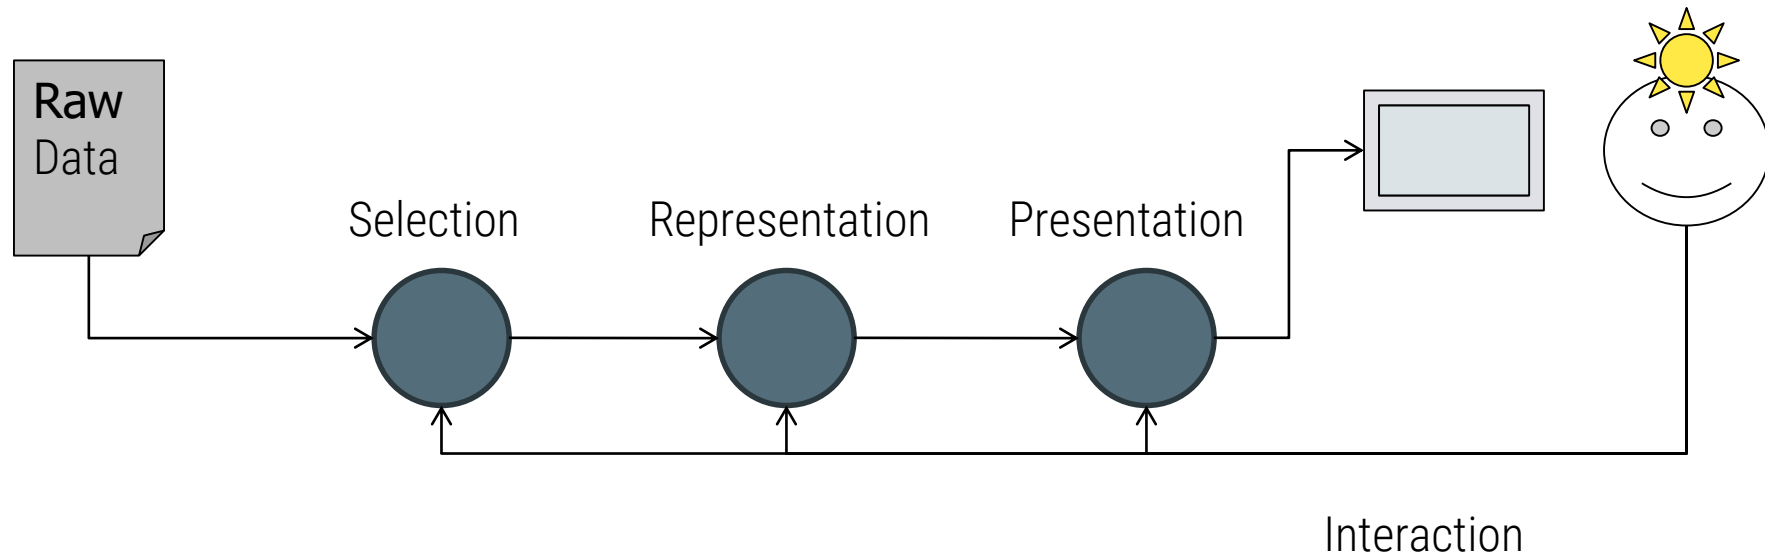 Raw
Data
Selection
Representation
Presentation
Interaction